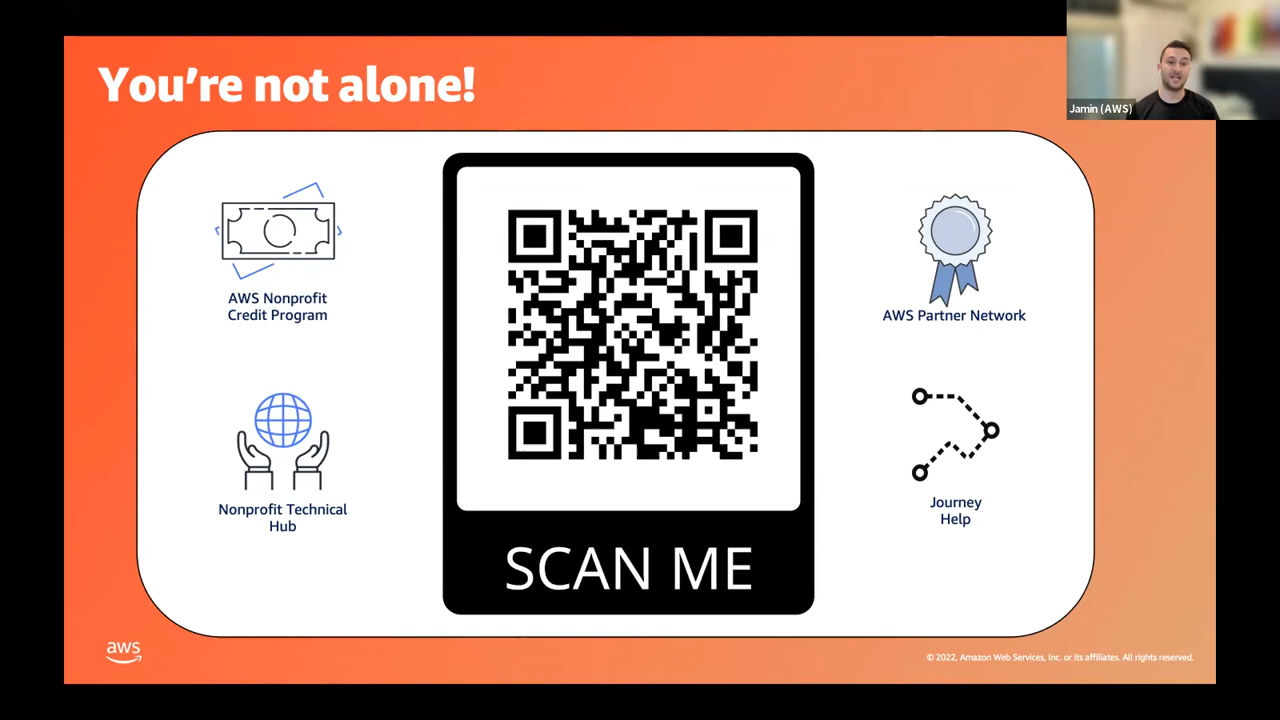 You're not alone!
Jamin (AWS)
AWS Nonprofit
Credit Program
AWS Partner Network
Nonprofit Technical
Hub
Journey
Help
SCAN ME
aws
© 2022, Amazon Web Services, Inc. or its affiliates. All rights reserved.